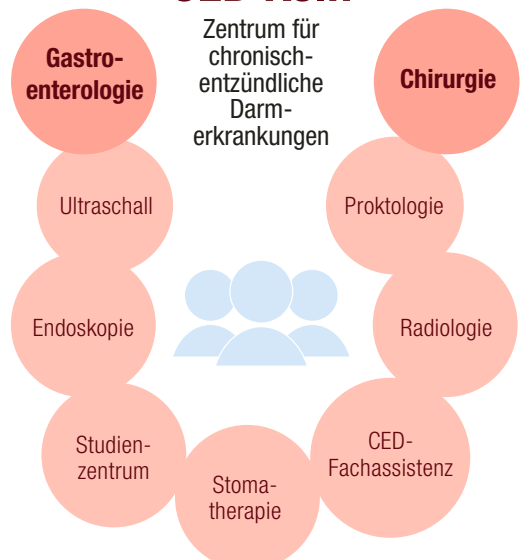 Zentrum für
chronisch-
entzündliche
Darm-
erkrankungen
Gastro-
enterologie
Chirurgie
Ultraschall
Proktologie
Endoskopie
Radiologie
Studien-
zentrum
CED-
Fachassistenz
Stoma-
therapie